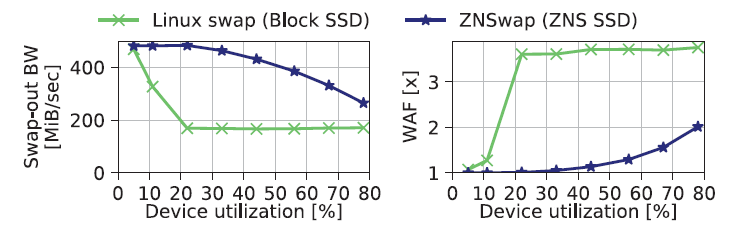 Linux swap (Block SSD) ZNSwap (ZNS SSD)
Swap-out BW
[MiB/sec]
400
200
0
0 10 20 30 40 50 60 70 80
Device utilization [%]
WAF [x]
3
2
1
0 10 20 30 40 50 60 70 80
Device utilization [%]